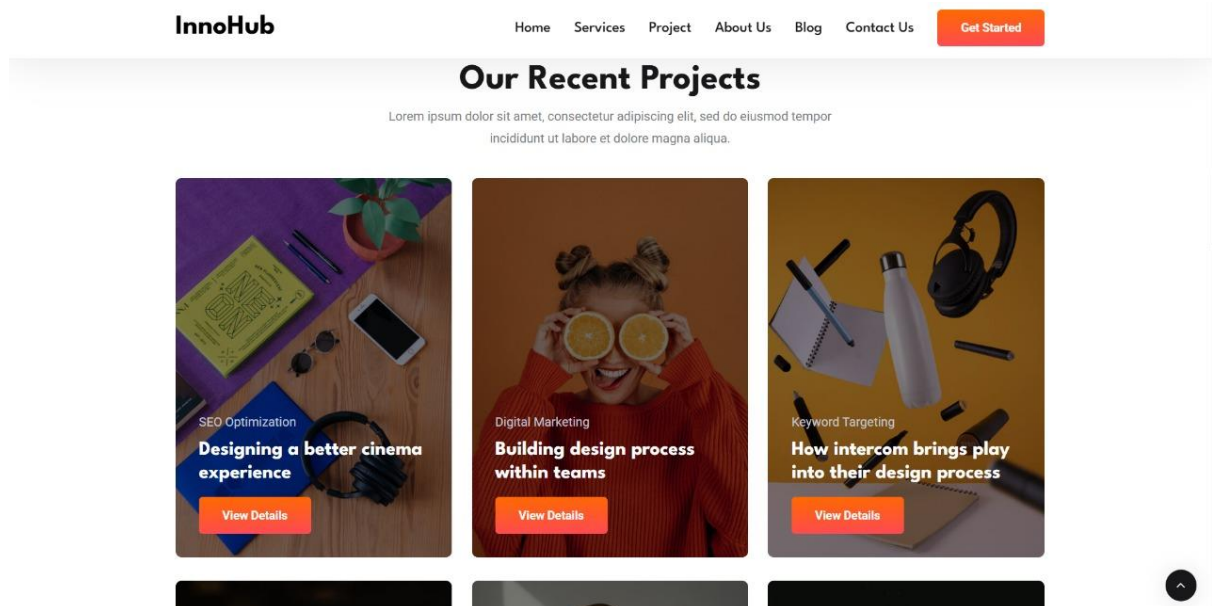 InnoHub
Home Services Project About Us Blog Contact Us Get Started
Our Recent Projects
Lorem ipsum dolor sit amet, consectetur adipiscing elit, sed do eiusmod tempor
incididunt ut labore et dolore magna aliqua.
NEON
SEO Optimization
Designing a better cinema
experience
View Details
Digital Marketing
Building design process
within teams
View Details
Keyword Targeting
How intercom brings play
into their design process
View Details